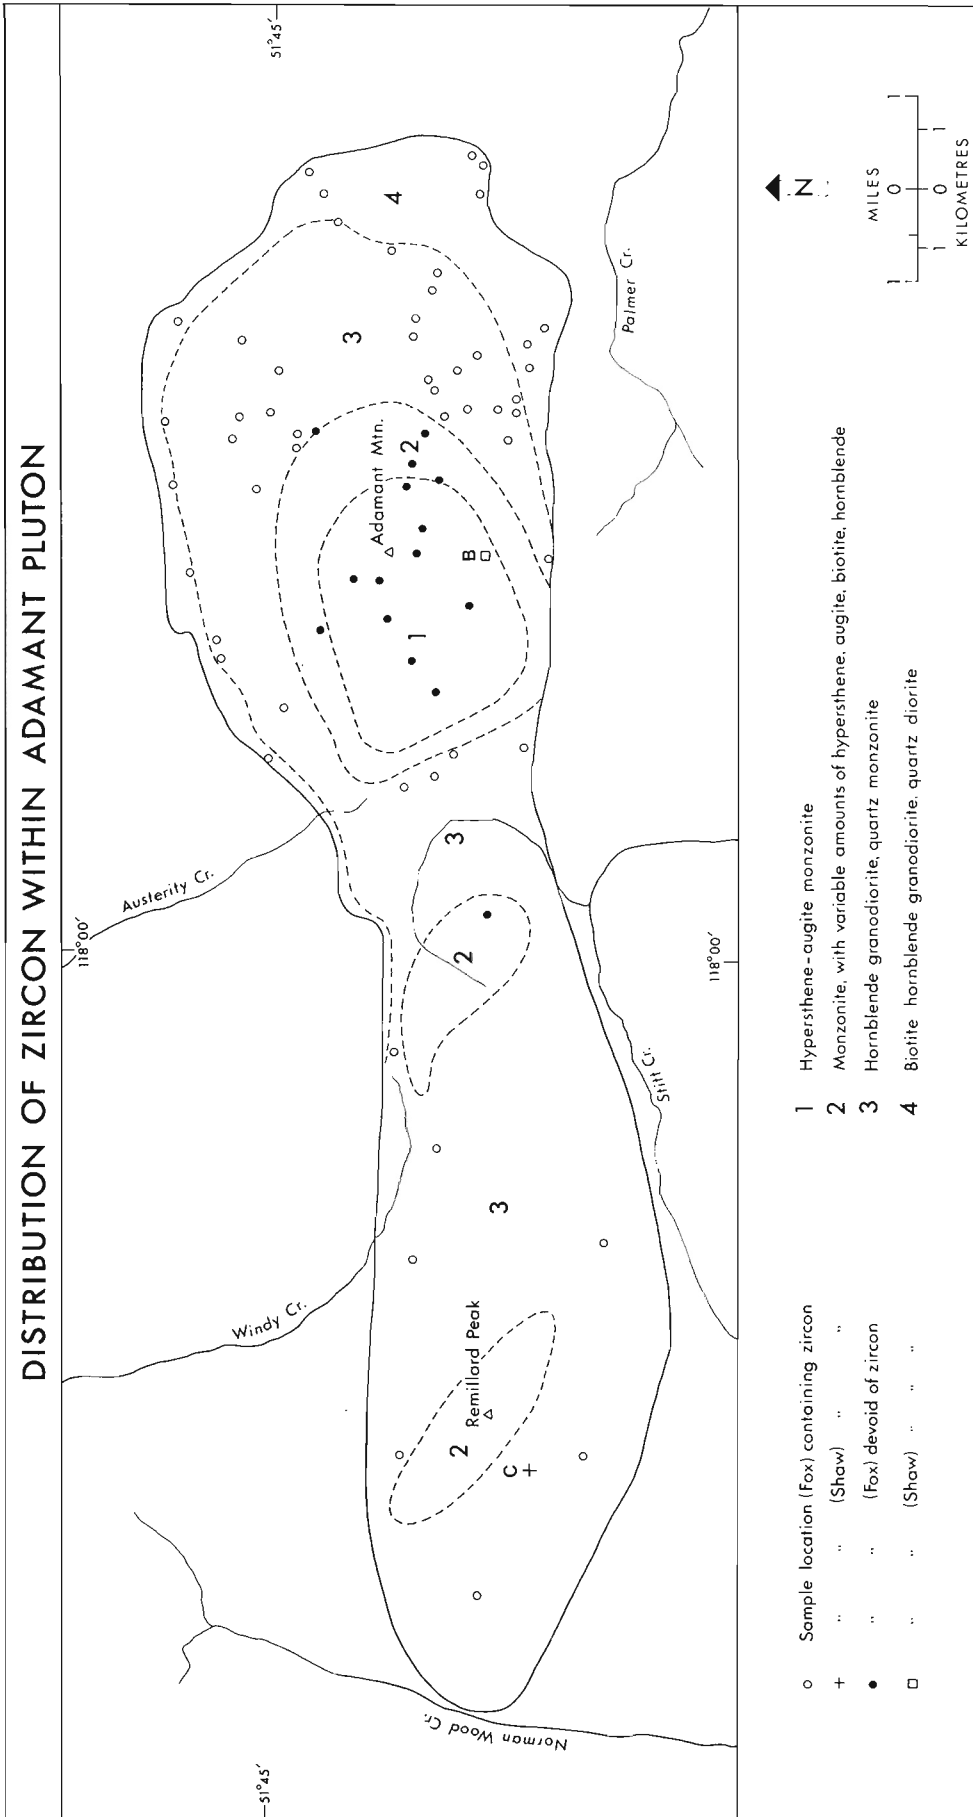 DISTRIBUTION OF ZIRCON WITHIN ADAMANT PLUTON
118°00′
51°45′
51°45′
Austerity Cr.
Windy Cr.
Norman Wood Cr.
Adamant Mtn.
Remillard Peak
1
2
3
4
B
3
2
3
2
C
Palmer Cr.
Stitt Cr.
118°00′
N
MILES
1 0 1
1 0 1
KILOMETRES
○ Sample location (Fox) containing zircon
+ " " (Shaw) " "
● " " (Fox) devoid of zircon
□ " " (Shaw) " " "
1 Hypersthene-augite monzonite
2 Monzonite, with variable amounts of hypersthene, augite, biotite, hornblende
3 Hornblende granodiorite, quartz monzonite
4 Biotite hornblende granodiorite, quartz diorite